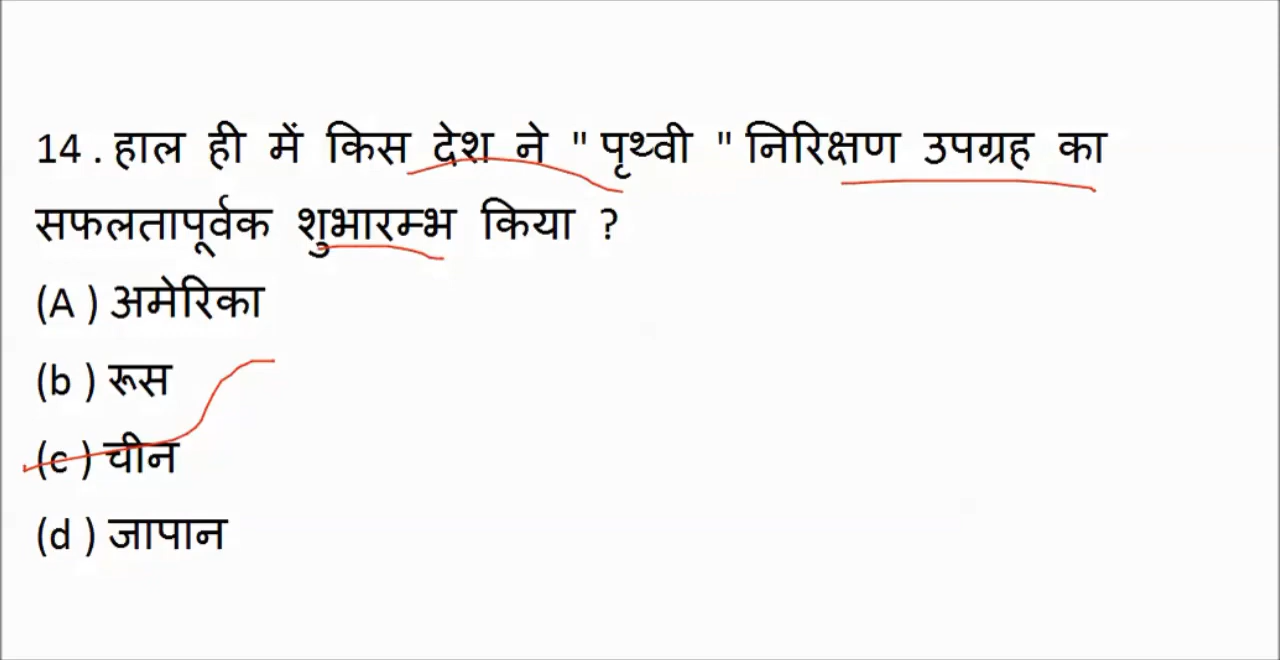 14 . हाल ही में किस देश ने " पृथ्वी " निरिक्षण उपग्रह का
सफलतापूर्वक शुभारम्भ किया ?
(A ) अमेरिका
(b ) रूस
(c ) चीन
(d ) जापान